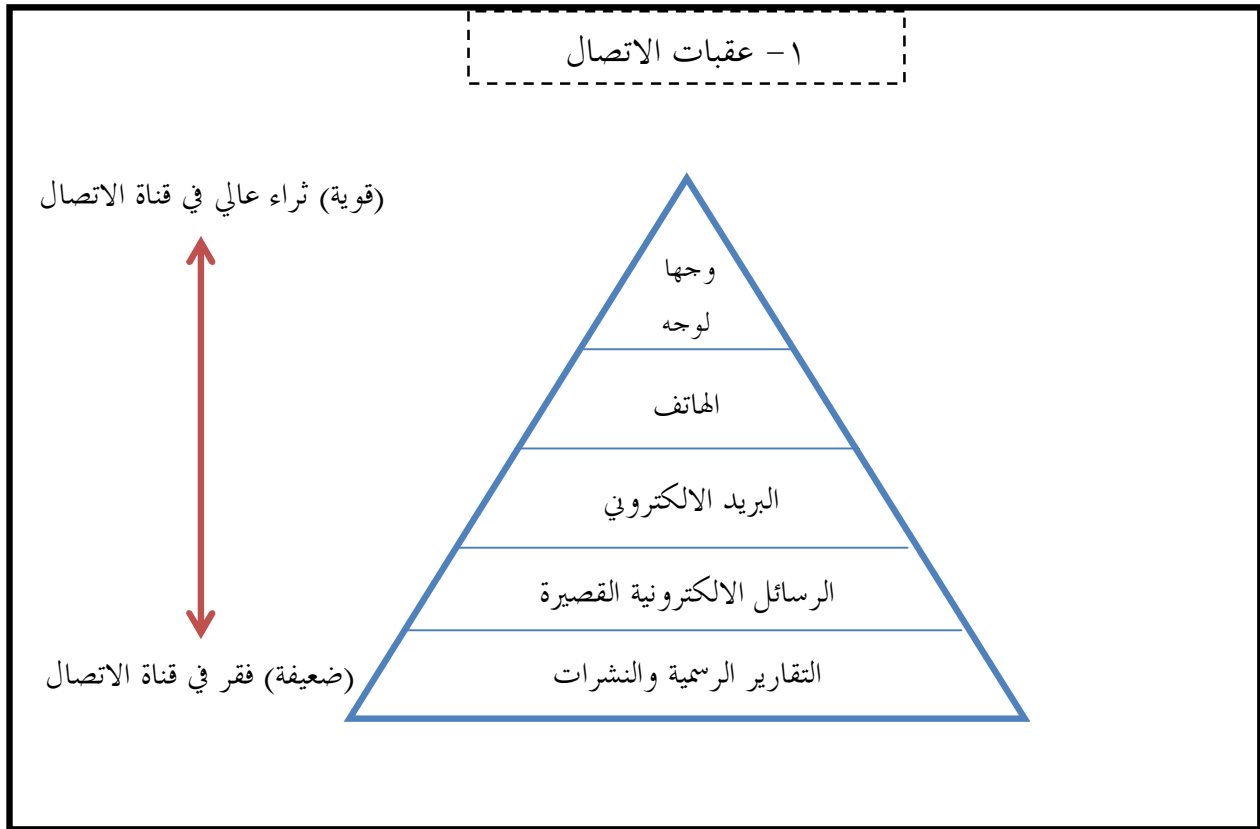 ١- عقبات الاتصال
(قوية) ثراء عالي في قناة الاتصال
وجها
لوجه
الهاتف
البريد الالكتروني
الرسائل الالكترونية القصيرة
التقارير الرسمية والنشرات
(ضعيفة) فقر في قناة الاتصال